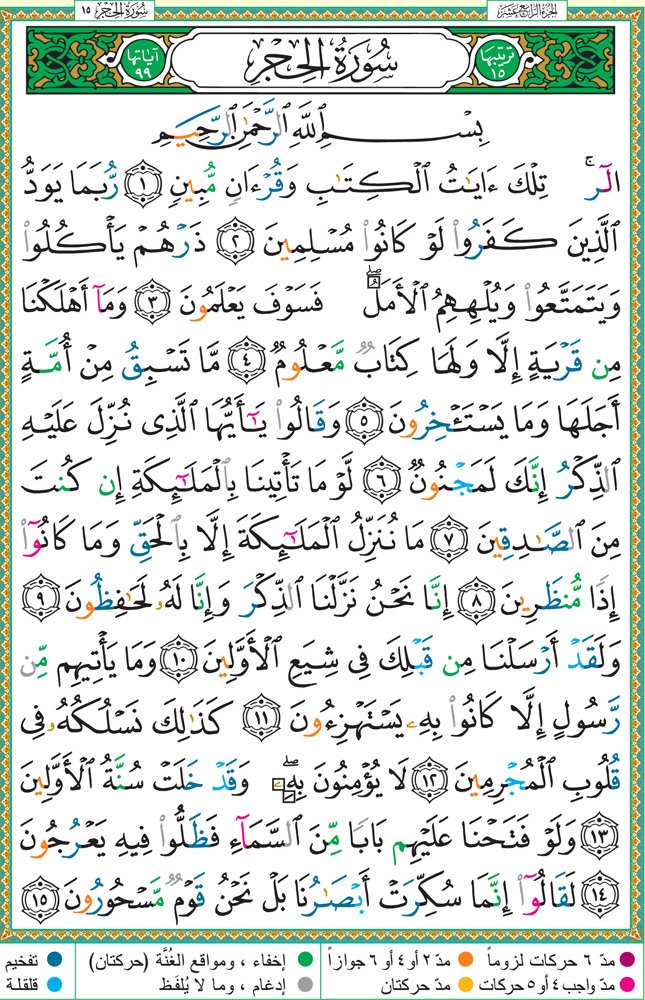 الجزء الرابع عشر
سُورَةُ الحِجر ١٥
ترتيبها ١٥
سُورَةُ الحِجْرِ
آياتها ٩٩
بِسْمِ ٱللَّهِ ٱلرَّحْمَٰنِ ٱلرَّحِيمِ
الٓر ۚ تِلْكَ ءَايَٰتُ ٱلْكِتَٰبِ وَقُرْءَانٍ مُّبِينٍ ١ رُّبَمَا يَوَدُّ
ٱلَّذِينَ كَفَرُوا۟ لَوْ كَانُوا۟ مُسْلِمِينَ ٢ ذَرْهُمْ يَأْكُلُوا۟
وَيَتَمَتَّعُوا۟ وَيُلْهِهِمُ ٱلْأَمَلُ ۖ فَسَوْفَ يَعْلَمُونَ ٣ وَمَآ أَهْلَكْنَا
مِن قَرْيَةٍ إِلَّا وَلَهَا كِتَابٌ مَّعْلُومٌ ٤ مَّا تَسْبِقُ مِنْ أُمَّةٍ
أَجَلَهَا وَمَا يَسْتَـْٔخِرُونَ ٥ وَقَالُوا۟ يَٰٓأَيُّهَا ٱلَّذِى نُزِّلَ عَلَيْهِ
ٱلذِّكْرُ إِنَّكَ لَمَجْنُونٌ ٦ لَّوْ مَا تَأْتِينَا بِٱلْمَلَٰٓئِكَةِ إِن كُنتَ
مِنَ ٱلصَّٰدِقِينَ ٧ مَا نُنَزِّلُ ٱلْمَلَٰٓئِكَةَ إِلَّا بِٱلْحَقِّ وَمَا كَانُوٓا۟
إِذًا مُّنظَرِينَ ٨ إِنَّا نَحْنُ نَزَّلْنَا ٱلذِّكْرَ وَإِنَّا لَهُۥ لَحَٰفِظُونَ ٩
وَلَقَدْ أَرْسَلْنَا مِن قَبْلِكَ فِى شِيَعِ ٱلْأَوَّلِينَ ١٠ وَمَا يَأْتِيهِم مِّن
رَّسُولٍ إِلَّا كَانُوا۟ بِهِۦ يَسْتَهْزِءُونَ ١١ كَذَٰلِكَ نَسْلُكُهُۥ فِى
قُلُوبِ ٱلْمُجْرِمِينَ ١٢ لَا يُؤْمِنُونَ بِهِۦ ۖ وَقَدْ خَلَتْ سُنَّةُ ٱلْأَوَّلِينَ
١٣ وَلَوْ فَتَحْنَا عَلَيْهِم بَابًا مِّنَ ٱلسَّمَآءِ فَظَلُّوا۟ فِيهِ يَعْرُجُونَ
١٤ لَقَالُوٓا۟ إِنَّمَا سُكِّرَتْ أَبْصَٰرُنَا بَلْ نَحْنُ قَوْمٌ مَّسْحُورُونَ ١٥
مدّ ٦ حركات لزوماً مدّ ٢ أو ٤ أو ٦ جوازاً إخفاء ، ومواقع الغُنَّة (حركتان) تفخيم
مدّ واجب ٤ أو ٥ حركات مدّ حركتان إدغام ، وما لا يُلفَظ قلقلة